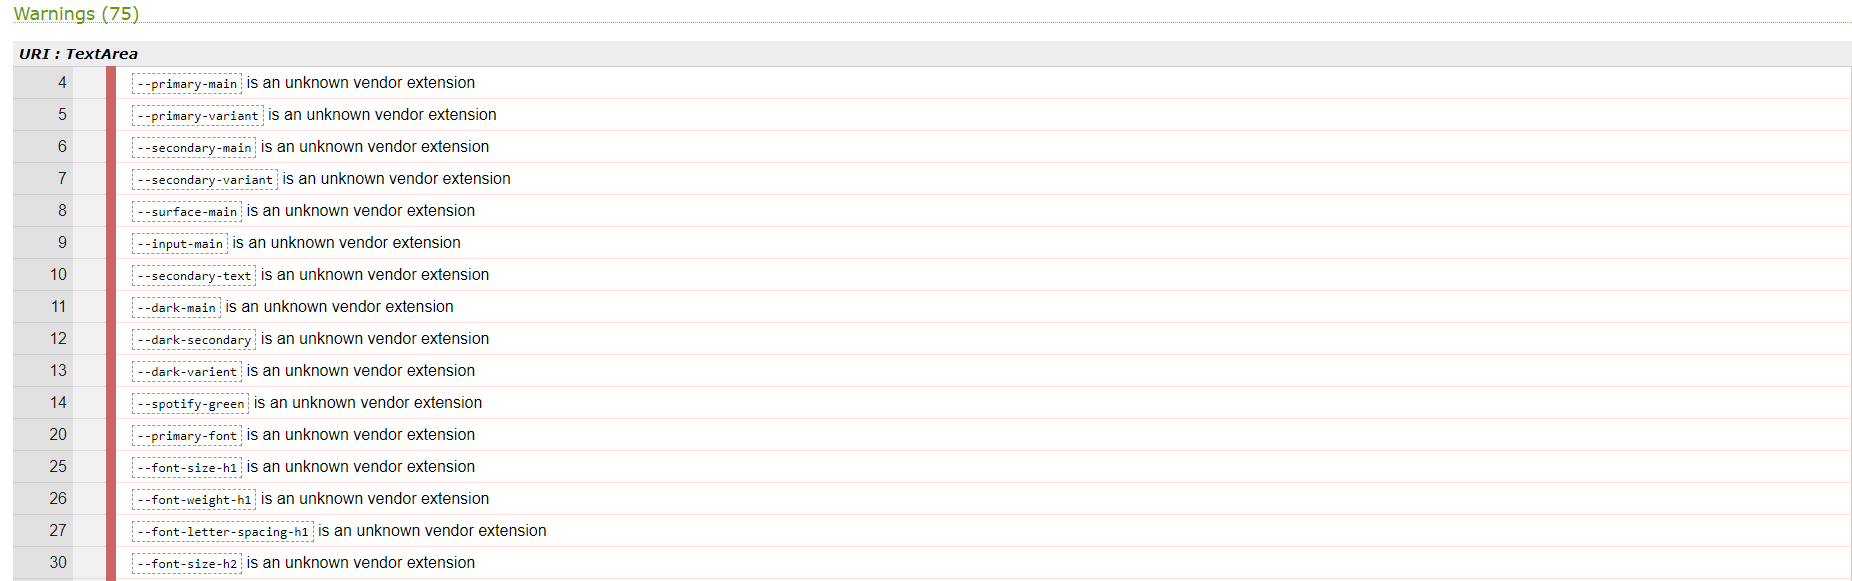 Warnings (75)
URI : TextArea
4 --primary-main is an unknown vendor extension
5 --primary-variant is an unknown vendor extension
6 --secondary-main is an unknown vendor extension
7 --secondary-variant is an unknown vendor extension
8 --surface-main is an unknown vendor extension
9 --input-main is an unknown vendor extension
10 --secondary-text is an unknown vendor extension
11 --dark-main is an unknown vendor extension
12 --dark-secondary is an unknown vendor extension
13 --dark-varient is an unknown vendor extension
14 --spotify-green is an unknown vendor extension
20 --primary-font is an unknown vendor extension
25 --font-size-h1 is an unknown vendor extension
26 --font-weight-h1 is an unknown vendor extension
27 --font-letter-spacing-h1 is an unknown vendor extension
30 --font-size-h2 is an unknown vendor extension